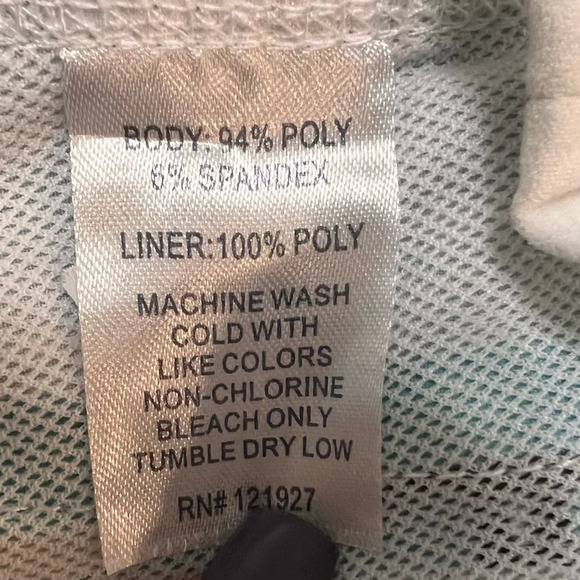 BODY: 94% POLY
6% SPANDEX
LINER:100% POLY
MACHINE WASH
COLD WITH
LIKE COLORS
NON-CHLORINE
BLEACH ONLY
TUMBLE DRY LOW
RN# 121927